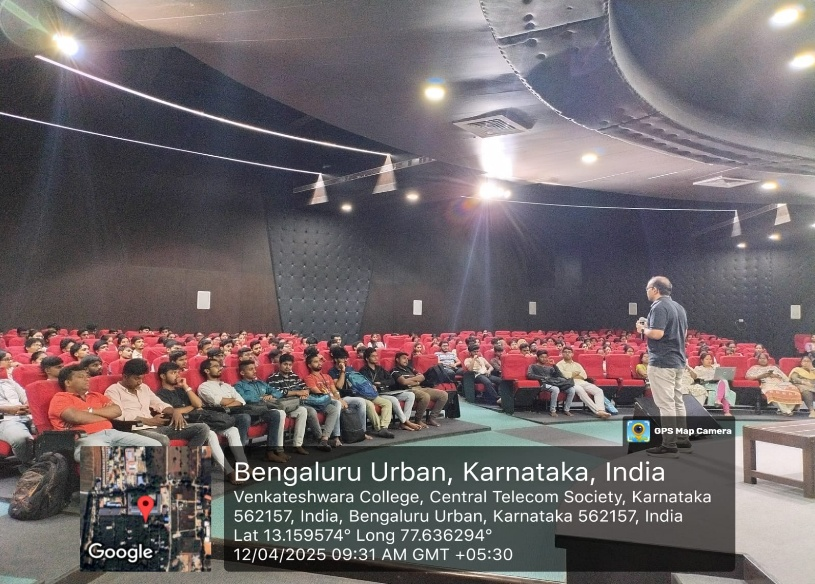 GPS Map Camera
Bengaluru Urban, Karnataka, India
Venkateshwara College, Central Telecom Society, Karnataka
562157, India, Bengaluru Urban, Karnataka 562157, India
Lat 13.159574° Long 77.636294°
12/04/2025 09:31 AM GMT +05:30
Google